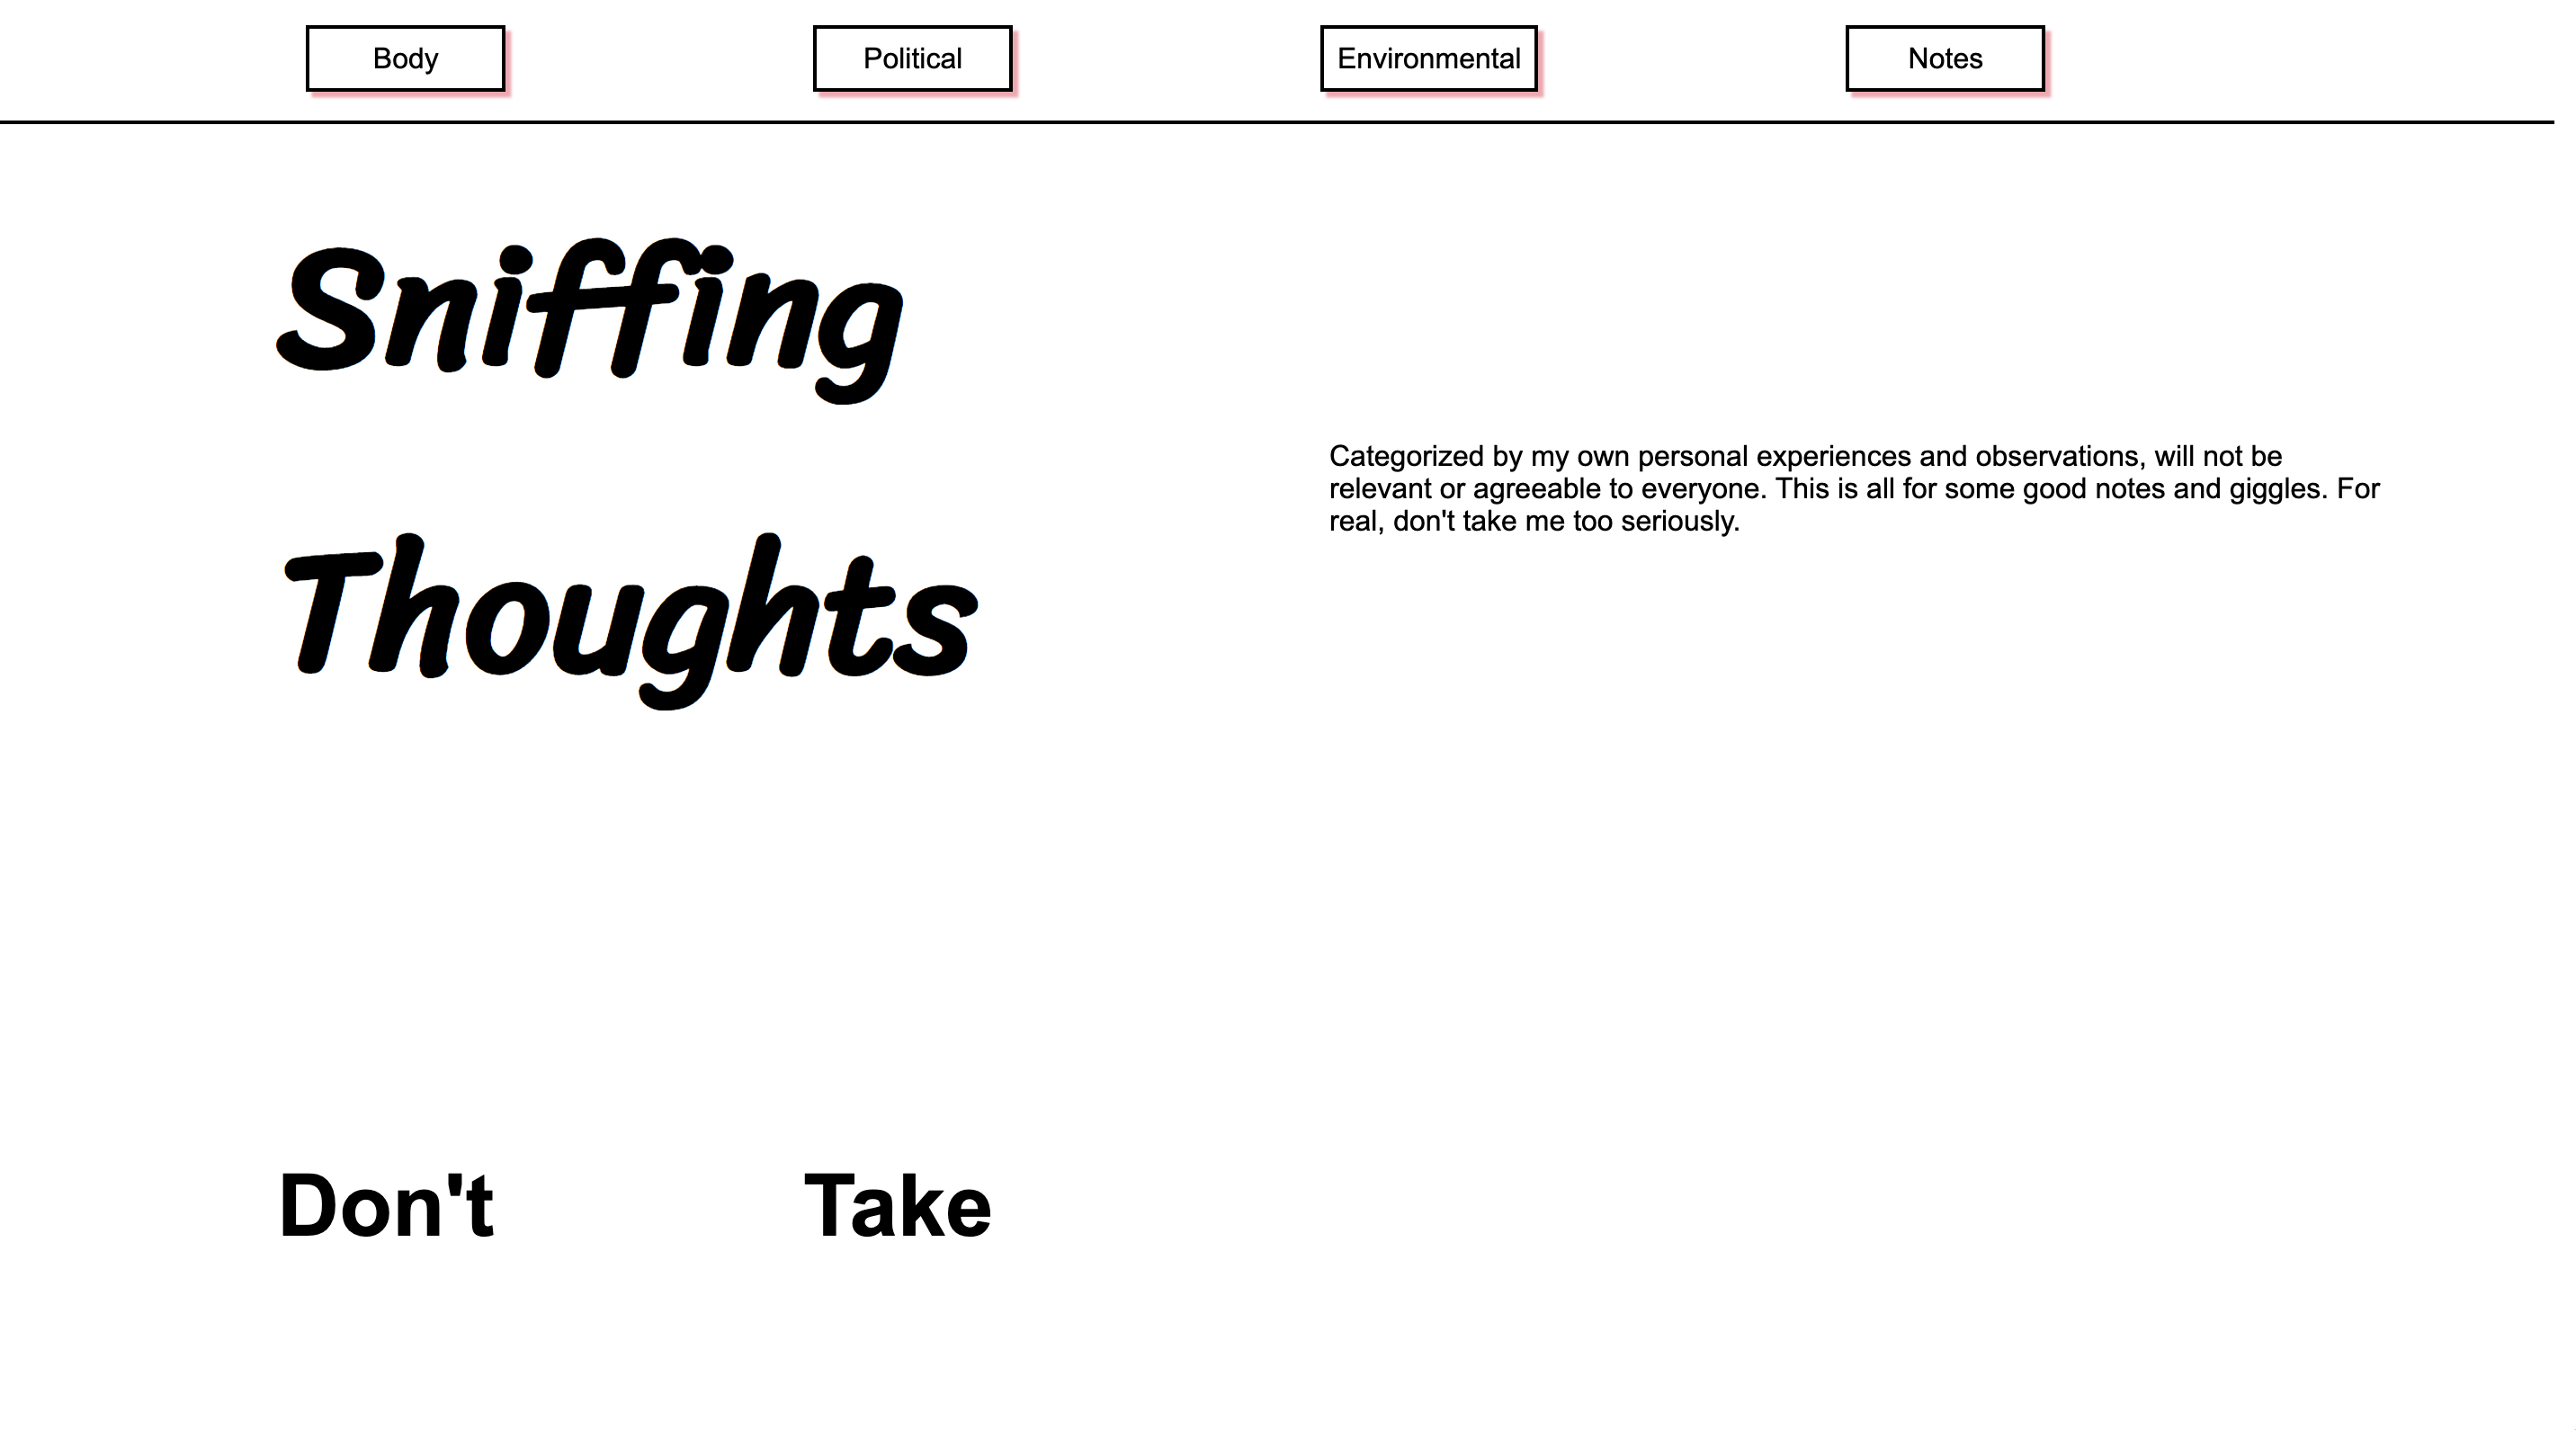 Body Political Environmental Notes
Sniffing
Thoughts
Categorized by my own personal experiences and observations, will not be
relevant or agreeable to everyone. This is all for some good notes and giggles. For
real, don't take me too seriously.
Don't Take